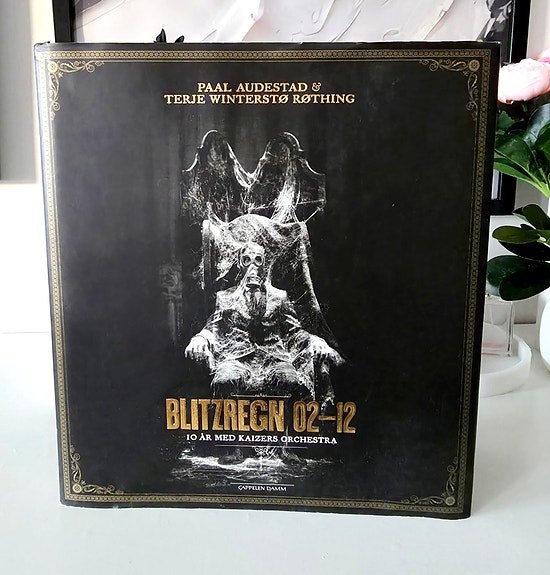 PAAL AUDESTAD &
TERJE WINTERSTØ RØTHING
BLITZREGN 02–12
10 ÅR MED KAIZERS ORCHESTRA
CAPPELEN DAMM